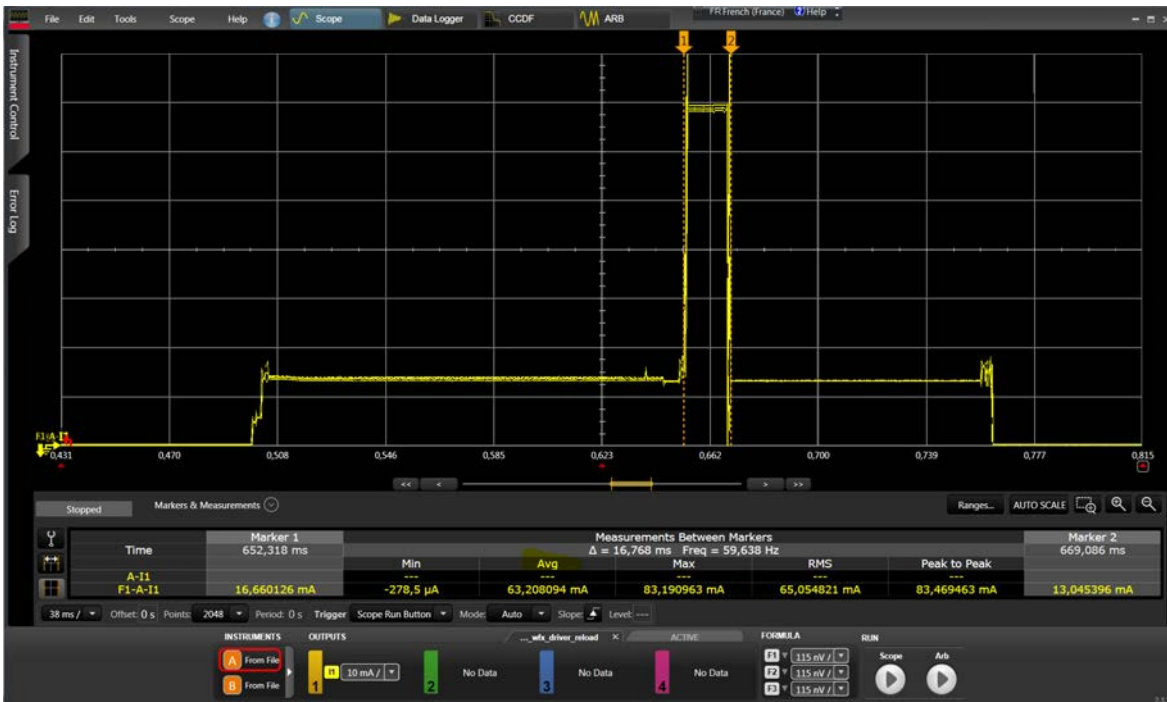 File Edit Tools Scope Help Scope Data Logger CCDF ARB FR French (France) Help
1 2
Instrument Control
Error Log
0,431 0,470 0,508 0,546 0,585 0,623 0,662 0,700 0,739 0,777 0,815
<< < > >>
Stopped Markers & Measurements Ranges... AUTO SCALE
Marker 1 Measurements Between Markers Marker 2
Time 652,318 ms Δ = 16,768 ms Freq = 59,638 Hz 669,086 ms
Min Avg Max RMS Peak to Peak
A-I1 --- --- --- --- ---
F1-A-I1 16,660126 mA -278,5 µA 63,208094 mA 83,190963 mA 65,054821 mA 83,469463 mA 13,045396 mA
38 ms / Offset: 0 s Points: 2048 Period: 0 s Trigger Scope Run Button Mode: Auto Slope: Level: ---
INSTRUMENTS OUTPUTS ..._wfx_driver_reload × ACTIVE FORMULA RUN
A From File 1 I1 10 mA / 2 No Data 3 No Data 4 No Data F1 115 nV / Scope Arb
B From File F2 115 nV /
F3 115 nV /